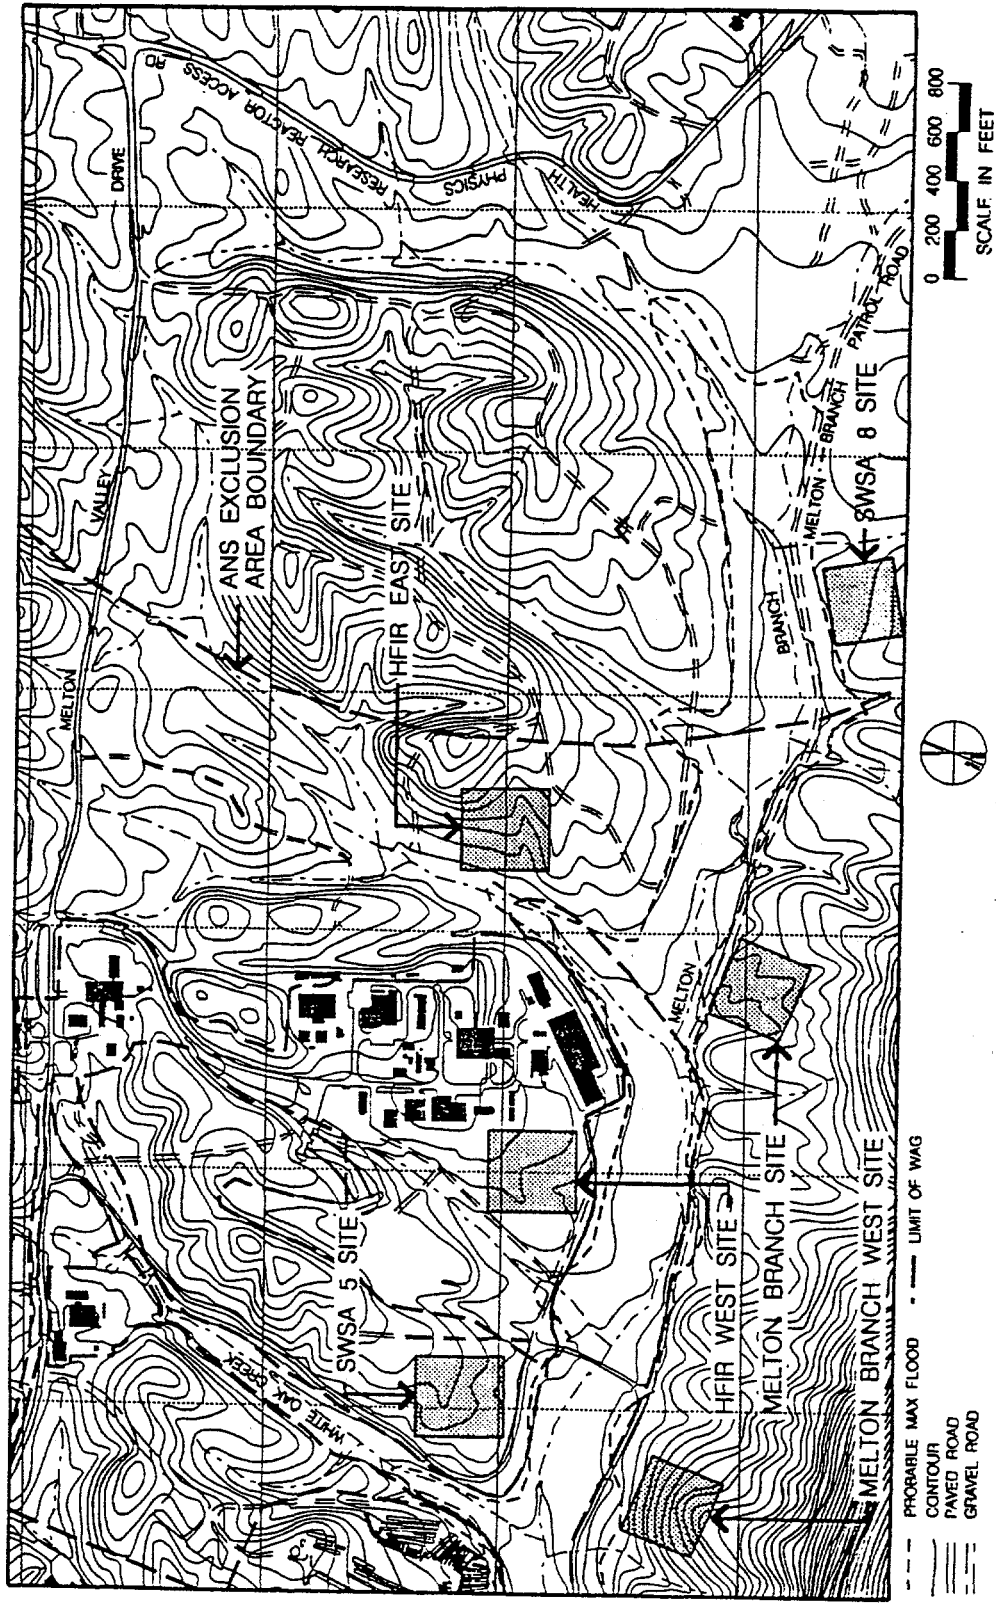 MELTON
VALLEY
DRIVE
RD
RESEARCH REACTOR ACCESS
HEALTH PHYSICS
ANS EXCLUSION
AREA BOUNDARY
HFIR EAST SITE
WHITE OAK CREEK
SWSA 5 SITE
HFIR WEST SITE
MELTON BRANCH SITE
MELTON BRANCH WEST SITE
MELTON
BRANCH
MELTON BRANCH
PATROL ROAD
SWSA 8 SITE
PROBABLE MAX FLOOD
LIMIT OF WAG
CONTOUR
PAVED ROAD
GRAVEL ROAD
0 200 400 600 800
SCALE IN FEET